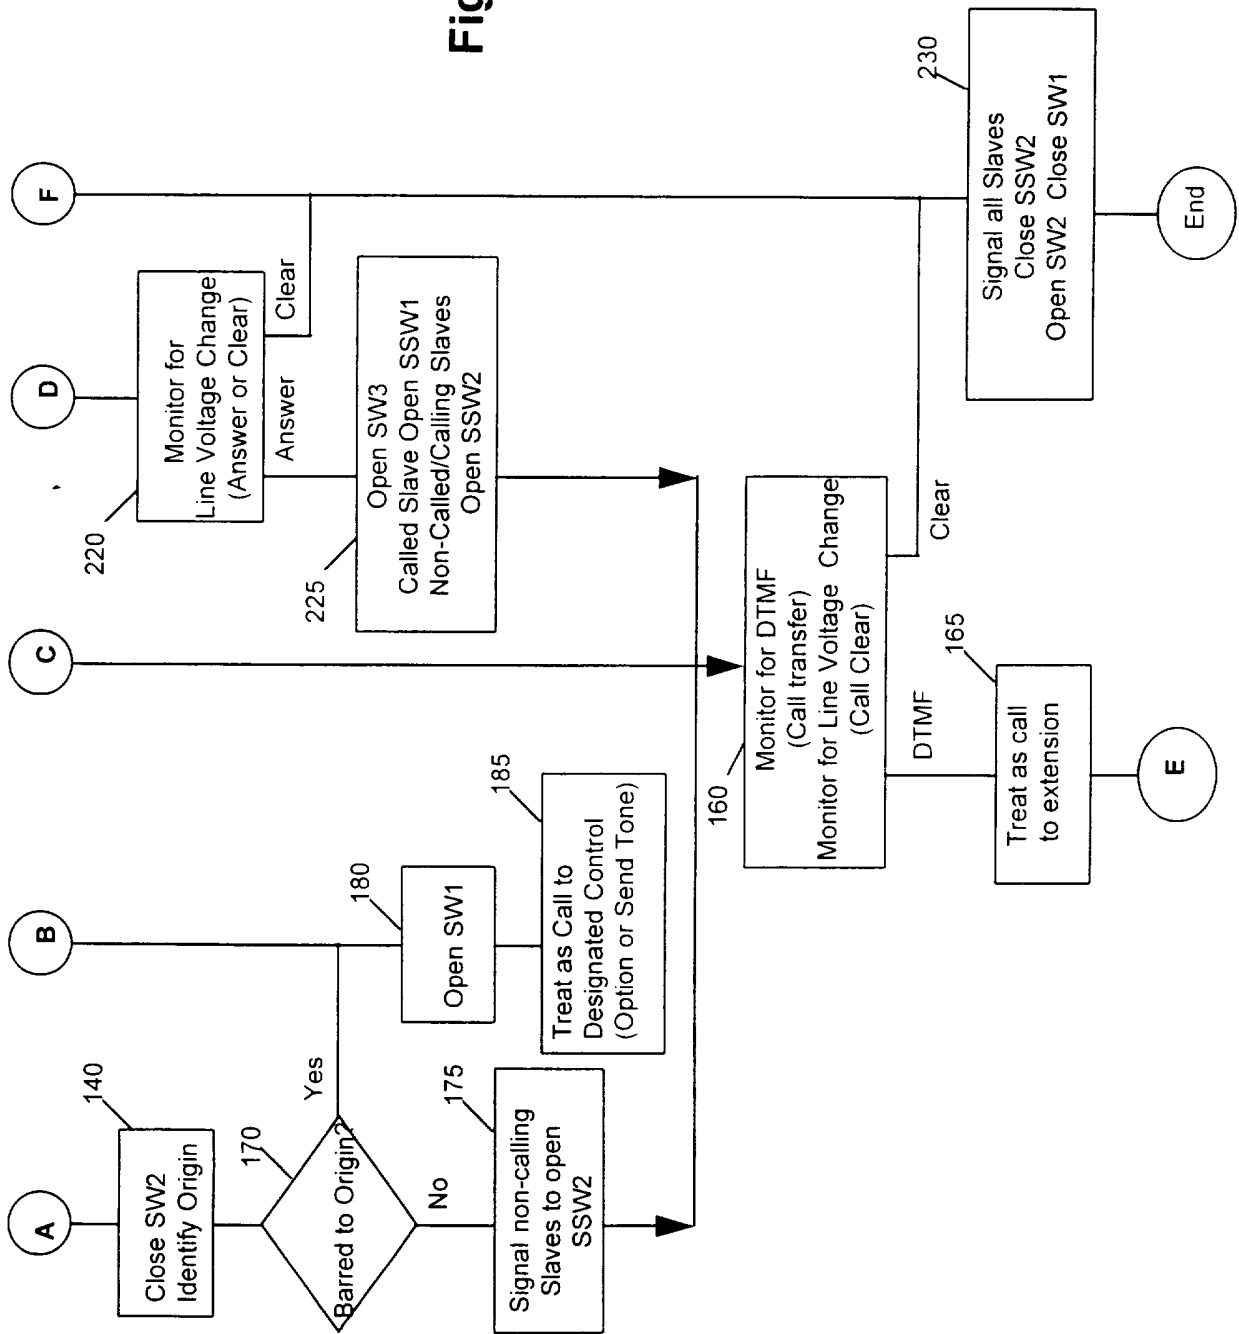 Fig
A
140
Close SW2
Identify Origin
170
Barred to Origin?
Yes
No
175
Signal non-calling
Slaves to open
SSW2
B
180
Open SW1
185
Treat as Call to
Designated Control
(Option or Send Tone)
C
160
Monitor for DTMF
(Call transfer)
Monitor for Line Voltage Change
(Call Clear)
DTMF
Clear
165
Treat as call
to extension
E
D
220
Monitor for
Line Voltage Change
(Answer or Clear)
Answer
Clear
225
Open SW3
Called Slave Open SSW1
Non-Called/Calling Slaves
Open SSW2
F
230
Signal all Slaves
Close SSW2
Open SW2 Close SW1
End